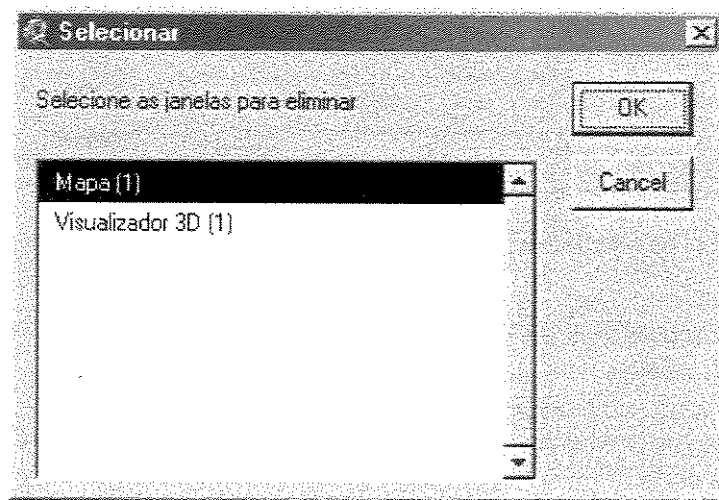 Selecionar
Selecione as janelas para eliminar
OK
Mapa (1)
Cancel
Visualizador 3D (1)